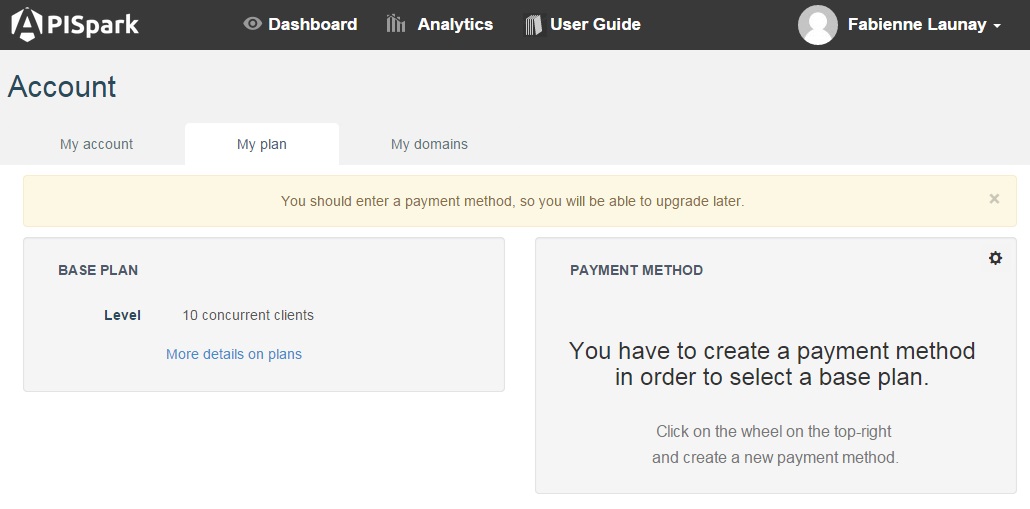 APISpark Dashboard Analytics User Guide Fabienne Launay
Account
My account My plan My domains
You should enter a payment method, so you will be able to upgrade later. ×
BASE PLAN
Level 10 concurrent clients
More details on plans
PAYMENT METHOD
You have to create a payment method
in order to select a base plan.
Click on the wheel on the top-right
and create a new payment method.